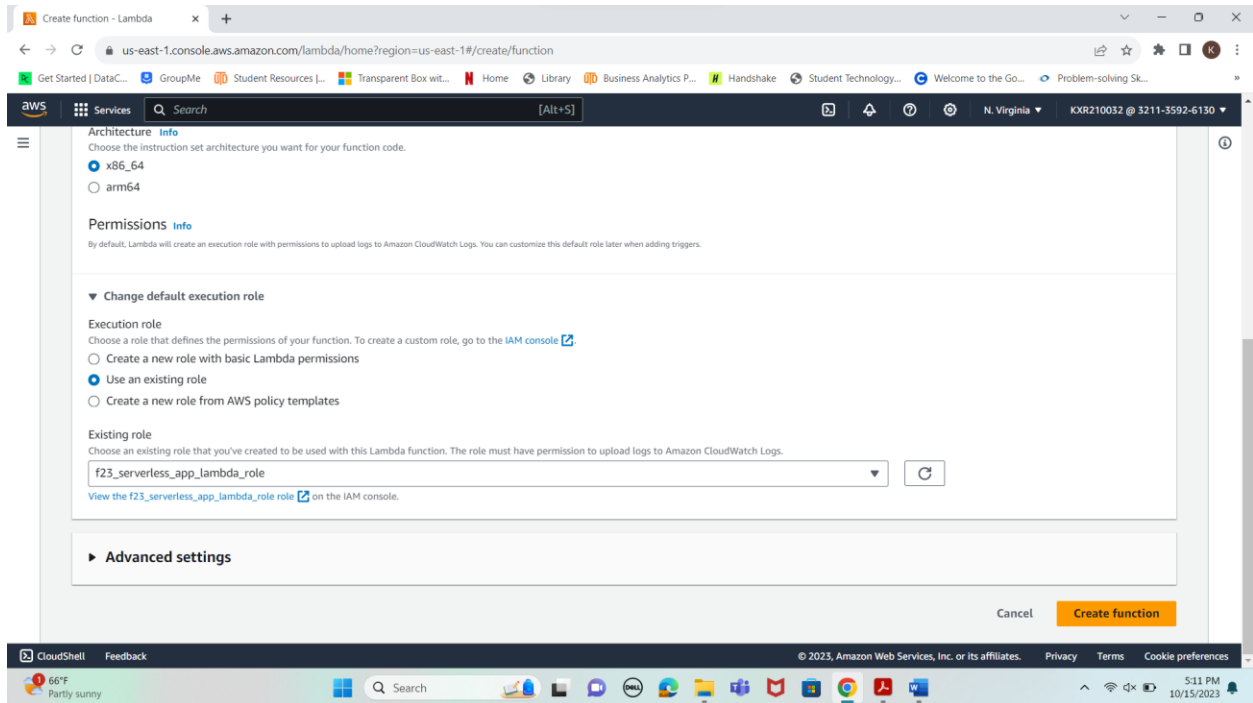 Create function - Lambda
us-east-1.console.aws.amazon.com/lambda/home?region=us-east-1#/create/function
K
Get Started | DataC... GroupMe Student Resources |... Transparent Box wit... Home Library Business Analytics P... Handshake Student Technology... Welcome to the Go... Problem-solving Sk... »
aws Services Search [Alt+S] N. Virginia KXR210032 @ 3211-3592-6130
Architecture Info
Choose the instruction set architecture you want for your function code.
x86_64
arm64
Permissions Info
By default, Lambda will create an execution role with permissions to upload logs to Amazon CloudWatch Logs. You can customize this default role later when adding triggers.
Change default execution role
Execution role
Choose a role that defines the permissions of your function. To create a custom role, go to the IAM console.
Create a new role with basic Lambda permissions
Use an existing role
Create a new role from AWS policy templates
Existing role
Choose an existing role that you've created to be used with this Lambda function. The role must have permission to upload logs to Amazon CloudWatch Logs.
f23_serverless_app_lambda_role
View the f23_serverless_app_lambda_role role on the IAM console.
Advanced settings
Cancel Create function
CloudShell Feedback © 2023, Amazon Web Services, Inc. or its affiliates. Privacy Terms Cookie preferences
1 66°F Search DELL 5:11 PM
Partly sunny 10/15/2023